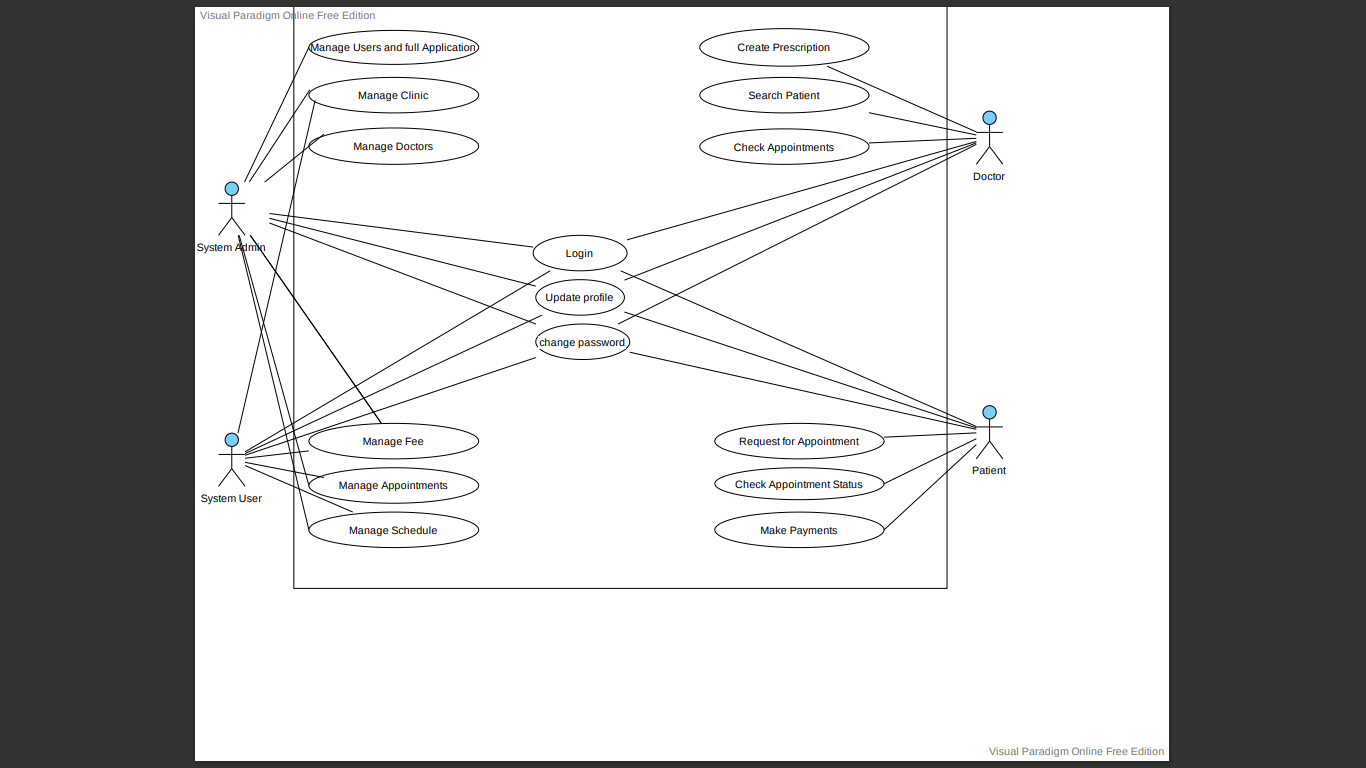 Visual Paradigm Online Free Edition
Manage Users and full Application
Create Prescription
Manage Clinic
Search Patient
Manage Doctors
Check Appointments
Doctor
System Admin
Login
Update profile
change password
Manage Fee
Request for Appointment
Patient
Manage Appointments
Check Appointment Status
System User
Manage Schedule
Make Payments
Visual Paradigm Online Free Edition